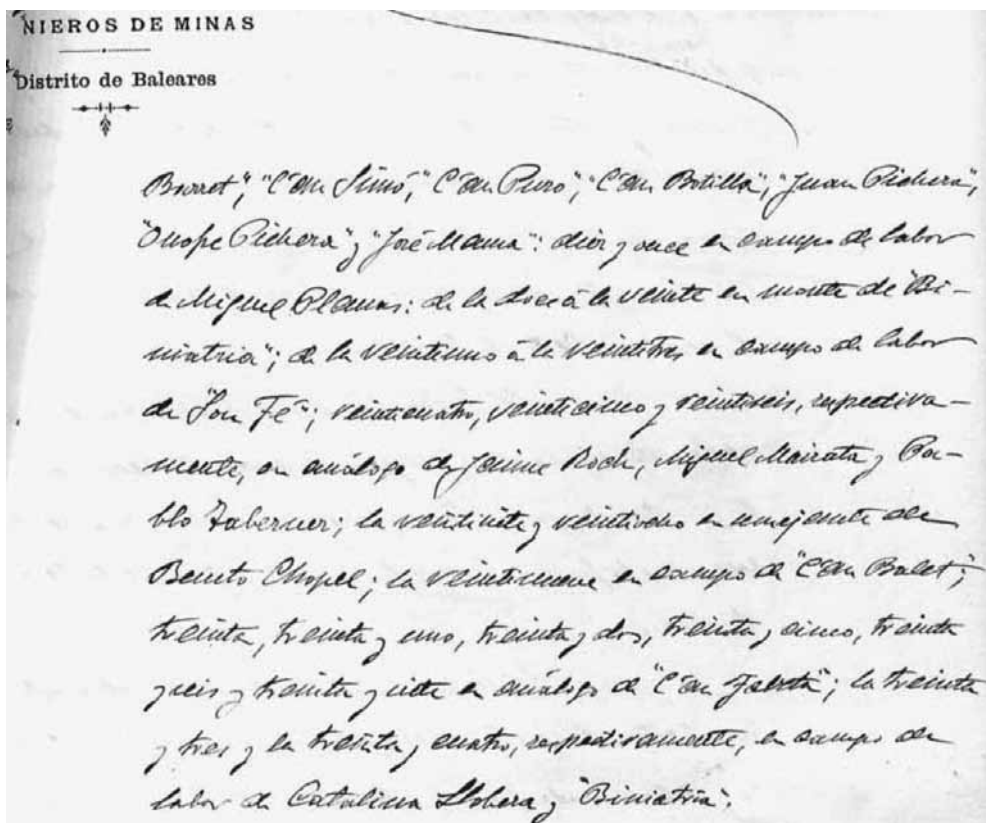 NIEROS DE MINAS
Distrito de Baleares
Borret", "C'an Simó", "C'an Puro", "C'an Botilla", "Juan Pichera",
"Onofre Pichera" y "José Mama": diez y once en campo de labor
de Miguel Planas: de la doce á la veinte en monte de "Bi-
niatria"; de la veintiuno á la veintitres en campo de labor
de "Son Fé"; veinticuatro, veinticinco y veintiseis, respectiva-
mente, en análogo de Jaime Roch, Miguel Mairata y Pa-
blo Taberner; la veintisiete y veintiocho en semejante de
Benito Chopel; la veintinueve en campo de "C'an Balet";
treinta, treinta y uno, treinta y dos, treinta y cinco, treinta
y seis y treinta y siete en análogo de "C'an"; la treinta
y tres y la treinta y cuatro, respectivamente, en campo de
labor de Catalina Llobera y "Biniatria".